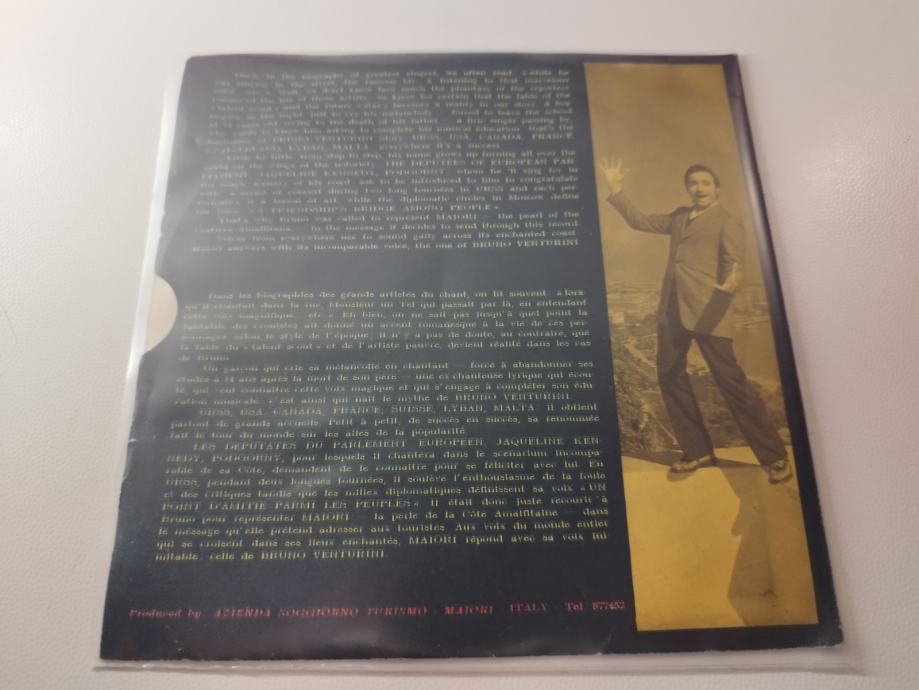 Once, in the biography of greatest singers, we often read « while he
was singing in the street, the famous Mr. X listening to that marvelous
voice
romanced the life of these artists. We know for certain that the fable of the
« talent scout » and the future « star » becomes a reality in our story. A boy
singing in the night, just to cry his melancholy — forced to leave the school
at 14 years old, owing to the death of his father — a lyric singer passing by,
who wants to know him asking to complete his musical education: that's the
beginning of BRUNO VENTURINI story. URSS, USA, CANADA, FRANCE,
SWITZERLAND, LYBAN, MALTA: everywhere it's a success.
Little to little, from step to step, his name grows up turning all over the
world on the wings of the notoriety. THE DEPUTEES OF EUROPEAN PAR-
LIAMENT, JAQUELINE KENNEDY, PODGORNY, whom he'll sing for in
the magic scenery of his coast, ask to be introduced to him to congratulate
with. A series of concert during two long tournées in URSS and each per-
formance is a lesson of art, while the diplomatic circles in Moscow define
his voice « A FRIENDSHIP'S BRIDGE AMONG PEOPLE ».
That's why Bruno was called to represent MAIORI — the pearl of the
Costiera Amalfitana — in the message it decides to send through this record.
Voices from everywhere use to sound gaily across its enchanted coast.
Maiori answers with its incomparable voice, the one of BRUNO VENTURINI
Dans les biographies des grands artistes du chant, on lit souvent: « lors-
qu'il chantait dans la rue, Monsieur un Tel qui passait par là, en entendant
cette voix magnifique, etc.» Eh bien, on ne sait pas jusqu'à quel point la
fantaisie des cronistes ait donné un accent romanesque à la vie de ces per-
sonnages selon le style de l'époque; il n'y a pas de doute, au contraire, que
la fable du « talent scout » et de l'artiste pauvre, devient réalité dans les cas
de Bruno.
Un garçon qui crie sa mélancolie en chantant — forcé à abandonner ses
études à 14 ans après la mort de son père — une ex chanteuse lyrique qui écou-
te, qui veut connaître cette voix magique et qui s'engage à compléter son édu-
cation musicale: c'est ainsi qui naît le mythe de BRUNO VENTURINI.
URSS, USA, CANADA, FRANCE, SUISSE, LYBAN, MALTA: il obtient
partout de grands accueils. Petit à petit, de succès en succès, sa renommée
fait le tour du monde sur les ailes de la popularité.
LES DEPUTATES DU PARLEMENT EUROPEEN, JAQUELINE KEN-
NEDY, PODGORNY, pour lesquels il chantera dans le scenarium incompa-
rable de sa Côte, demandent de le connaître pour se féliciter avec lui. En
URSS, pendant deux longues tournées, il soulève l'enthousiasme de la foule
et des critiques tandis que les milies diplomatiques définissent sa voix « UN
POINT D'AMITIE PARMI LES PEUPLES ». Il était donc juste recourir à
Bruno pour représenter MAIORI — la perle de la Côte Amalfitaine — dans
le message qu'elle prétend adresser aux touristes. Aux voix du monde entier
qui se croisent dans ses lieux enchantés, MAIORI répond avec sa voix ini-
mitable: celle de BRUNO VENTURINI.
Produced by: AZIENDA SOGGIORNO TURISMO - MAIORI - ITALY - Tel. 877452